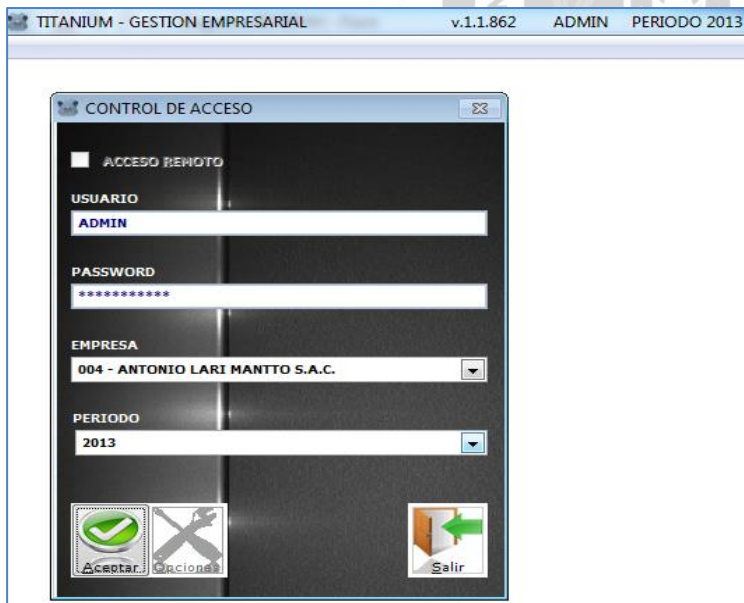 TITANIUM - GESTION EMPRESARIAL v.1.1.862 ADMIN PERIODO 2013
CONTROL DE ACCESO
ACCESO REMOTO
USUARIO
ADMIN
PASSWORD
***********
EMPRESA
004 - ANTONIO LARI MANTTO S.A.C.
PERIODO
2013
Aceptar Opciones Salir